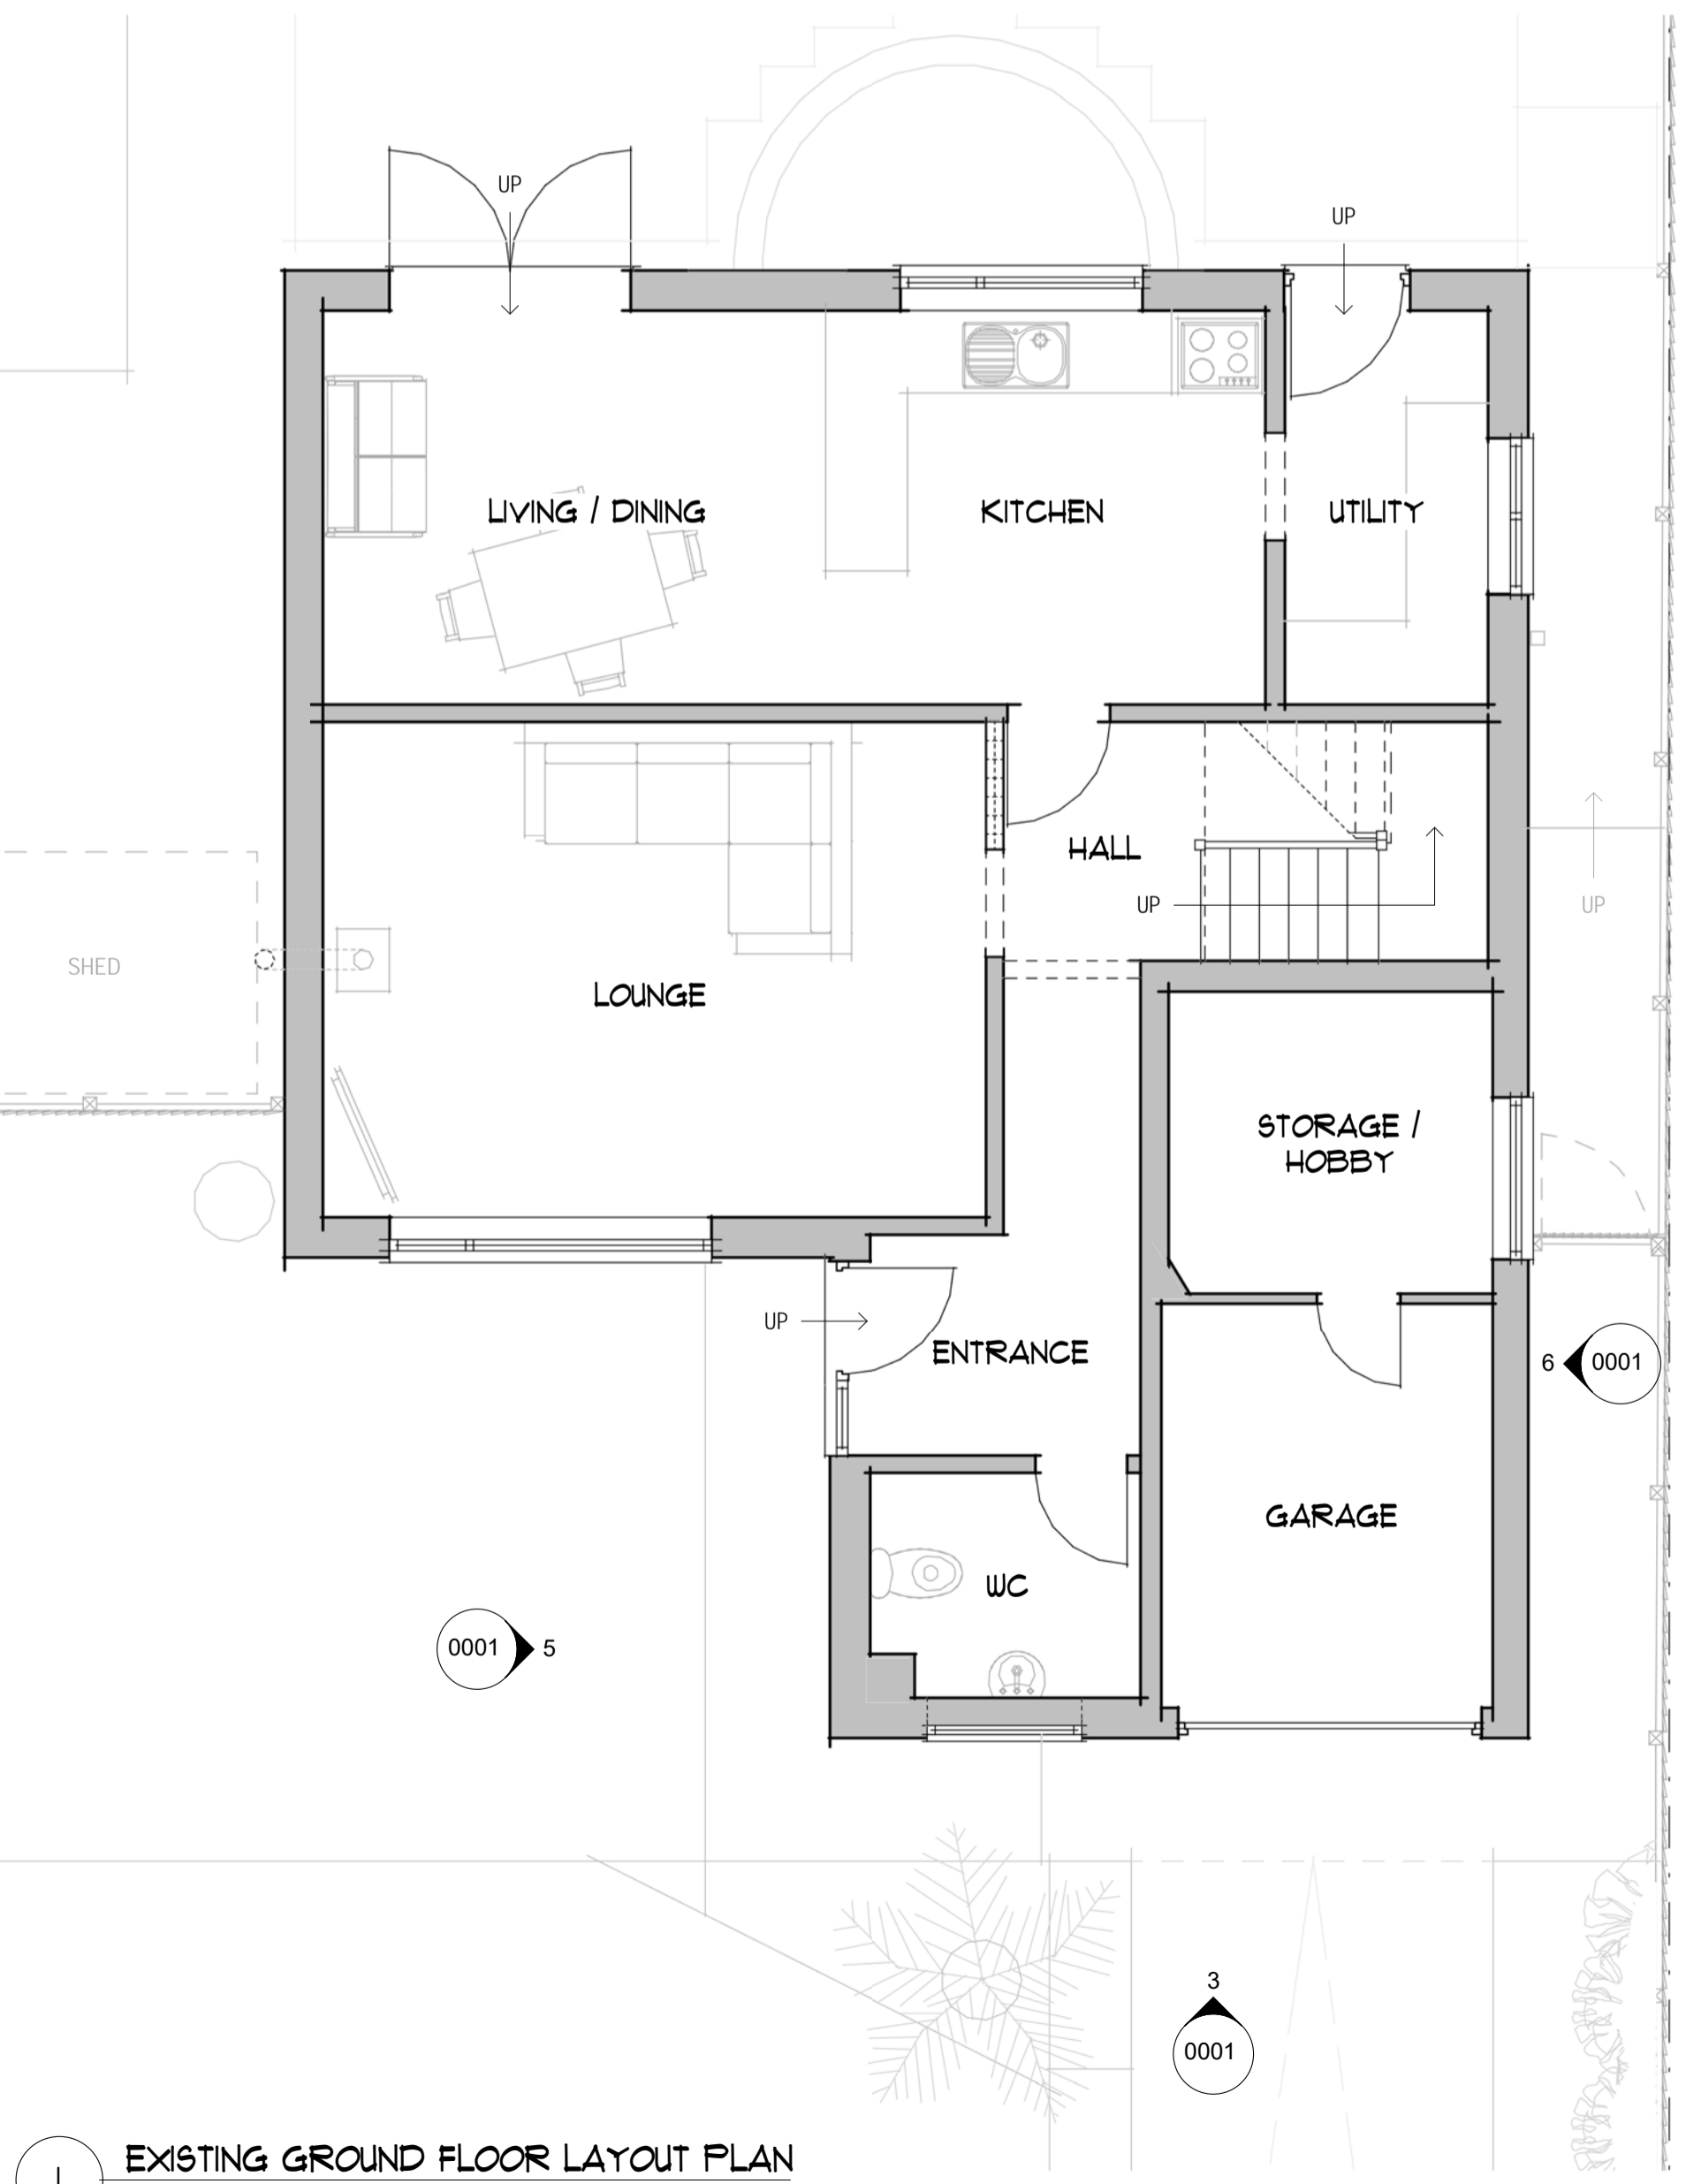 UP
UP
LIVING / DINING
KITCHEN
UTILITY
HALL
UP
UP
SHED
LOUNGE
STORAGE /
HOBBY
UP
ENTRANCE
6
0001
GARAGE
WC
0001
5
3
0001
1
EXISTING GROUND FLOOR LAYOUT PLAN